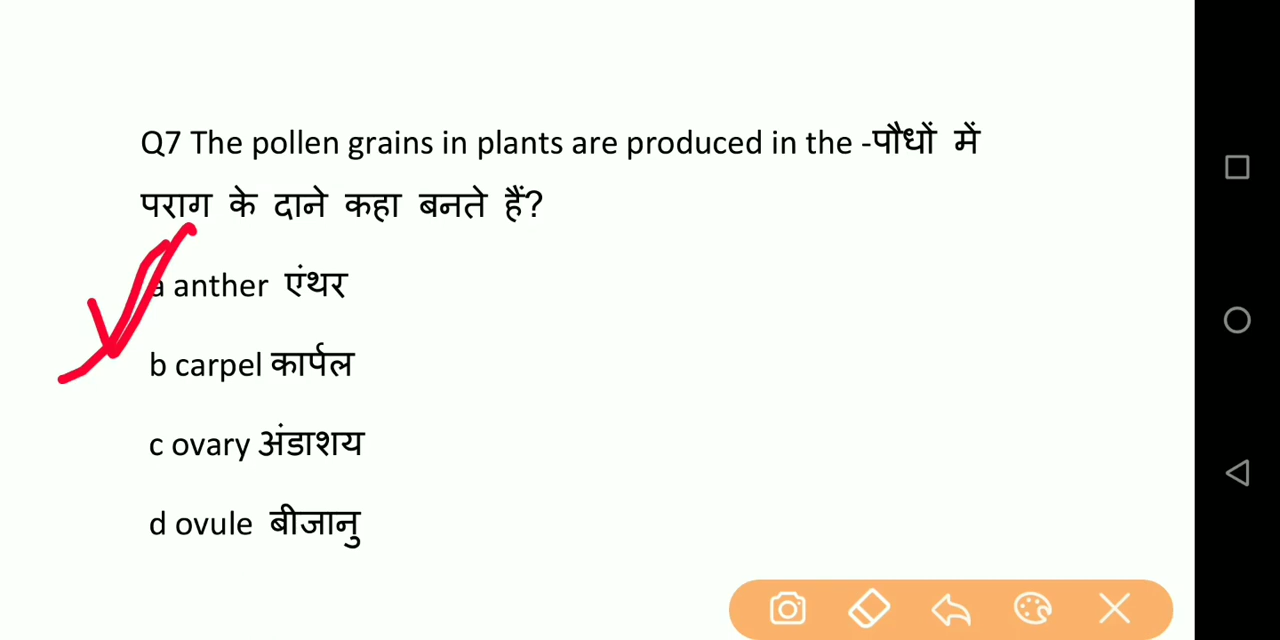 Q7 The pollen grains in plants are produced in the -पौधों में
पराग के दाने कहा बनते हैं?
a anther एंथर
b carpel कार्पल
c ovary अंडाशय
d ovule बीजानु